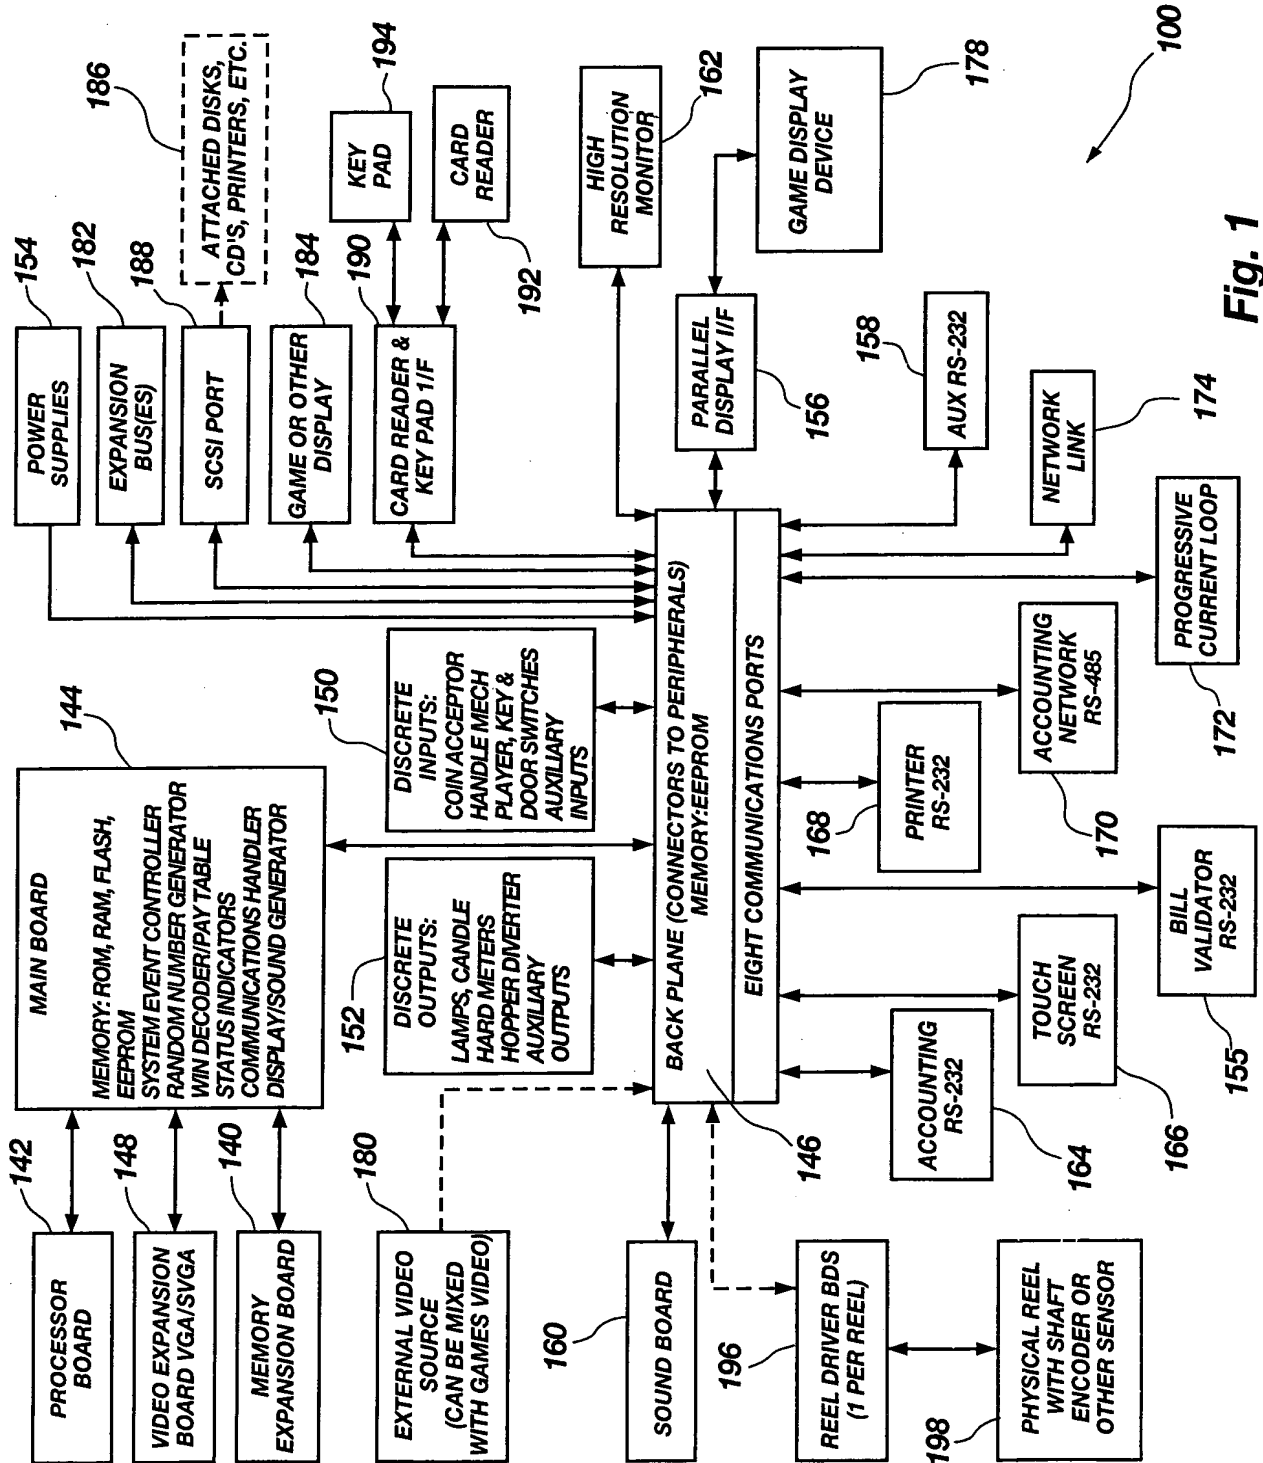 142
PROCESSOR
BOARD
148
VIDEO EXPANSION
BOARD VGA/SVGA
140
MEMORY
EXPANSION BOARD
144
MAIN BOARD
MEMORY: ROM, RAM, FLASH,
EEPROM
SYSTEM EVENT CONTROLLER
RANDOM NUMBER GENERATOR
WIN DECODER/PAY TABLE
STATUS INDICATORS
COMMUNICATIONS HANDLER
DISPLAY/SOUND GENERATOR
154
POWER
SUPPLIES
182
EXPANSION
BUS(ES)
188
SCSI PORT
186
ATTACHED DISKS,
CD'S, PRINTERS, ETC.
184
GAME OR OTHER
DISPLAY
190
CARD READER &
KEY PAD 1/F
194
KEY
PAD
CARD
READER
192
180
EXTERNAL VIDEO
SOURCE
(CAN BE MIXED
WITH GAMES VIDEO)
152
DISCRETE
OUTPUTS:
LAMPS, CANDLE
HARD METERS
HOPPER DIVERTER
AUXILIARY
OUTPUTS
150
DISCRETE
INPUTS:
COIN ACCEPTOR
HANDLE MECH
PLAYER, KEY &
DOOR SWITCHES
AUXILIARY
INPUTS
160
SOUND BOARD
BACK PLANE (CONNECTORS TO PERIPHERALS)
MEMORY:EEPROM
EIGHT COMMUNICATIONS PORTS
146
HIGH
RESOLUTION
MONITOR
162
PARALLEL
DISPLAY I/F
156
GAME DISPLAY
DEVICE
178
196
REEL DRIVER BDS
(1 PER REEL)
198
PHYSICAL REEL
WITH SHAFT
ENCODER OR
OTHER SENSOR
ACCOUNTING
RS-232
164
TOUCH
SCREEN
RS-232
166
BILL
VALIDATOR
RS-232
155
168
PRINTER
RS-232
ACCOUNTING
NETWORK
RS-485
170
PROGRESSIVE
CURRENT LOOP
172
158
AUX RS-232
NETWORK
LINK
174
100
Fig. 1